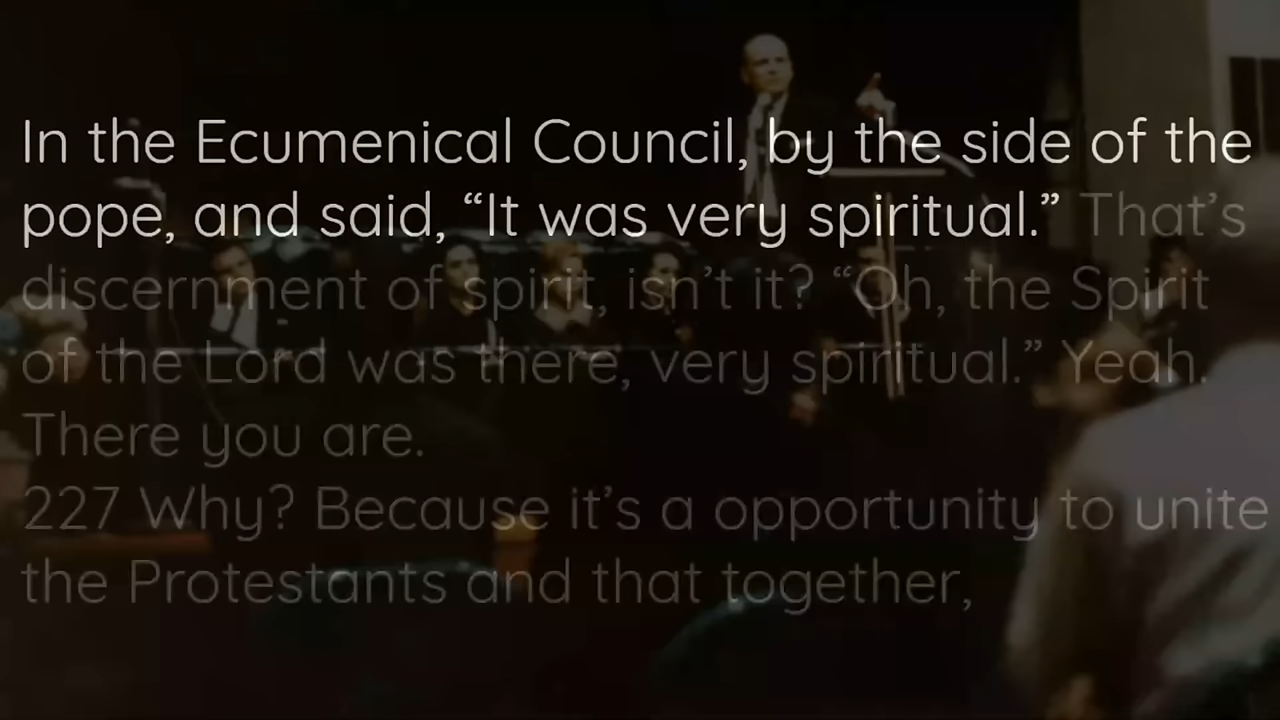 In the Ecumenical Council, by the side of the
pope, and said, “It was very spiritual.” That’s
discernment of spirit, isn’t it? “Oh, the Spirit
of the Lord was there, very spiritual.” Yeah.
There you are.
227 Why? Because it’s a opportunity to unite
the Protestants and that together,